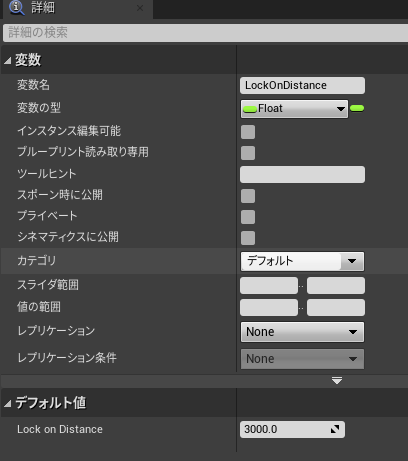 詳細
詳細の検索
変数
変数名 LockOnDistance
変数の型 Float
インスタンス編集可能
ブループリント読み取り専用
ツールヒント
スポーン時に公開
プライベート
シネマティクスに公開
カテゴリ デフォルト
スライダ範囲 ..
値の範囲 ..
レプリケーション None
レプリケーション条件 None
デフォルト値
Lock on Distance 3000.0